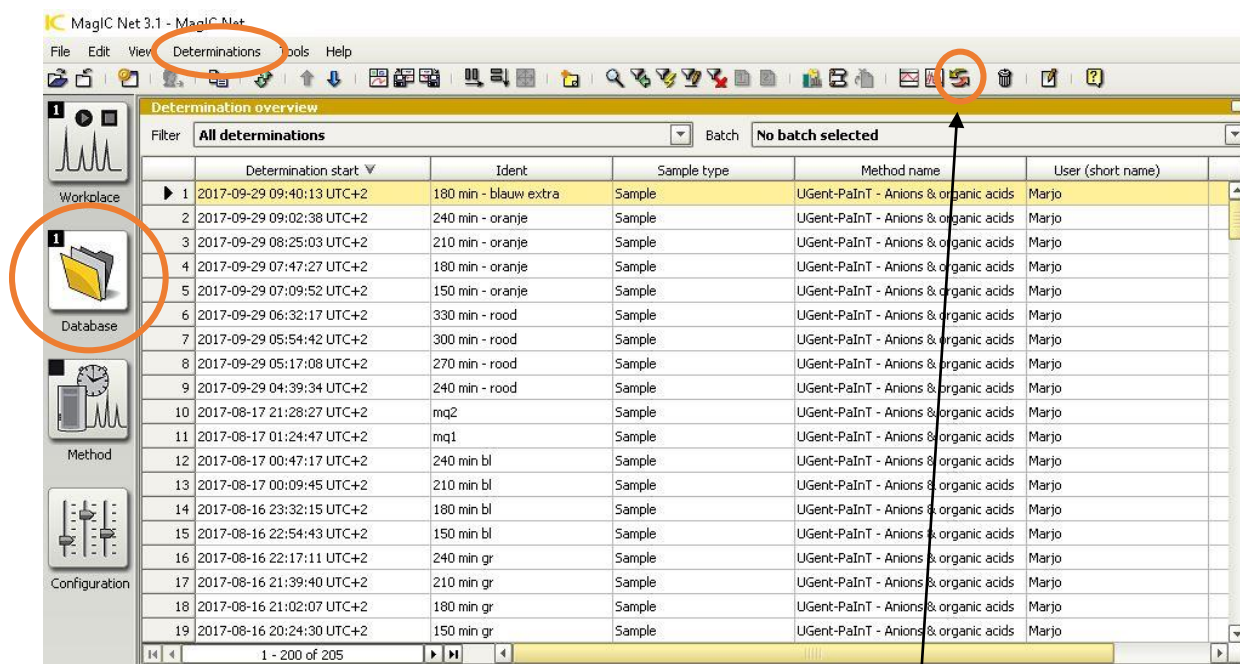 MagIC Net 3.1 - MagIC Net
File Edit View Determinations Tools Help
Determination overview
Filter All determinations Batch No batch selected
Determination start Ident Sample type Method name User (short name)
1 2017-09-29 09:40:13 UTC+2 180 min - blauw extra Sample UGent-PaInT - Anions & organic acids Marjo
2 2017-09-29 09:02:38 UTC+2 240 min - oranje Sample UGent-PaInT - Anions & organic acids Marjo
3 2017-09-29 08:25:03 UTC+2 210 min - oranje Sample UGent-PaInT - Anions & organic acids Marjo
4 2017-09-29 07:47:27 UTC+2 180 min - oranje Sample UGent-PaInT - Anions & organic acids Marjo
5 2017-09-29 07:09:52 UTC+2 150 min - oranje Sample UGent-PaInT - Anions & organic acids Marjo
6 2017-09-29 06:32:17 UTC+2 330 min - rood Sample UGent-PaInT - Anions & organic acids Marjo
7 2017-09-29 05:54:42 UTC+2 300 min - rood Sample UGent-PaInT - Anions & organic acids Marjo
8 2017-09-29 05:17:08 UTC+2 270 min - rood Sample UGent-PaInT - Anions & organic acids Marjo
9 2017-09-29 04:39:34 UTC+2 240 min - rood Sample UGent-PaInT - Anions & organic acids Marjo
10 2017-08-17 21:28:27 UTC+2 mq2 Sample UGent-PaInT - Anions & organic acids Marjo
11 2017-08-17 01:24:47 UTC+2 mq1 Sample UGent-PaInT - Anions & organic acids Marjo
12 2017-08-17 00:47:17 UTC+2 240 min bl Sample UGent-PaInT - Anions & organic acids Marjo
13 2017-08-17 00:09:45 UTC+2 210 min bl Sample UGent-PaInT - Anions & organic acids Marjo
14 2017-08-16 23:32:15 UTC+2 180 min bl Sample UGent-PaInT - Anions & organic acids Marjo
15 2017-08-16 22:54:43 UTC+2 150 min bl Sample UGent-PaInT - Anions & organic acids Marjo
16 2017-08-16 22:17:11 UTC+2 240 min gr Sample UGent-PaInT - Anions & organic acids Marjo
17 2017-08-16 21:39:40 UTC+2 210 min gr Sample UGent-PaInT - Anions & organic acids Marjo
18 2017-08-16 21:02:07 UTC+2 180 min gr Sample UGent-PaInT - Anions & organic acids Marjo
19 2017-08-16 20:24:30 UTC+2 150 min gr Sample UGent-PaInT - Anions & organic acids Marjo
1 - 200 of 205
1
Workplace
1
Database
Method
Configuration